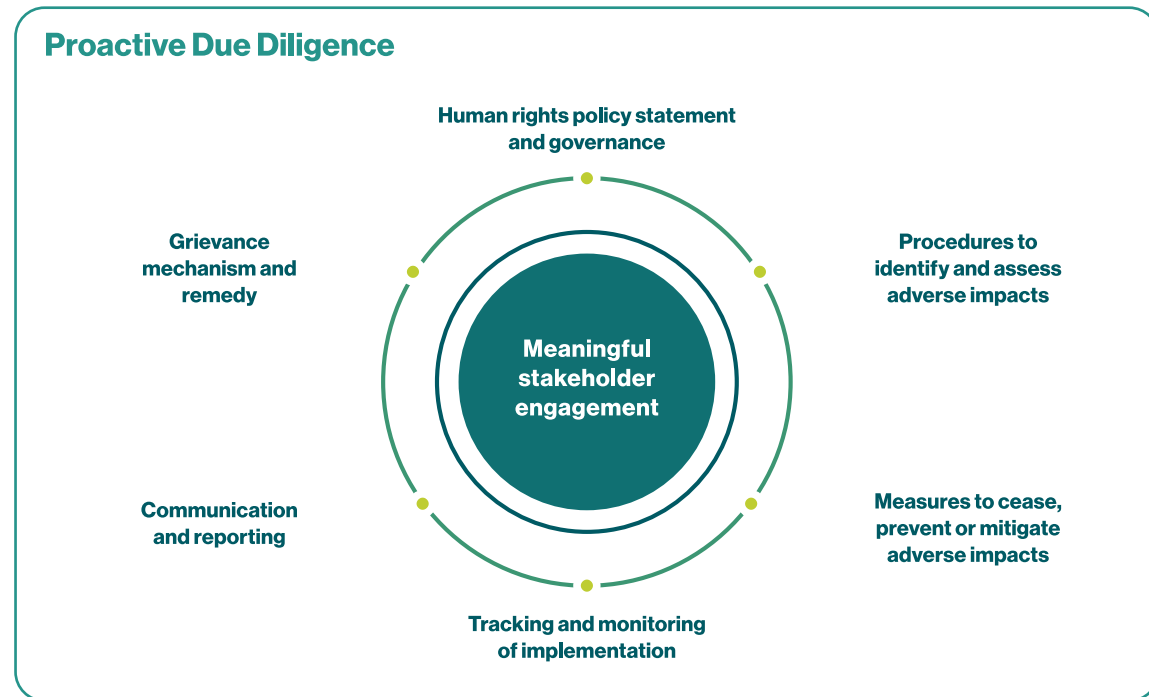 Proactive Due Diligence
Human rights policy statement
and governance
Procedures to
identify and assess
adverse impacts
Measures to cease,
prevent or mitigate
adverse impacts
Tracking and monitoring
of implementation
Communication
and reporting
Grievance
mechanism and
remedy
Meaningful
stakeholder
engagement